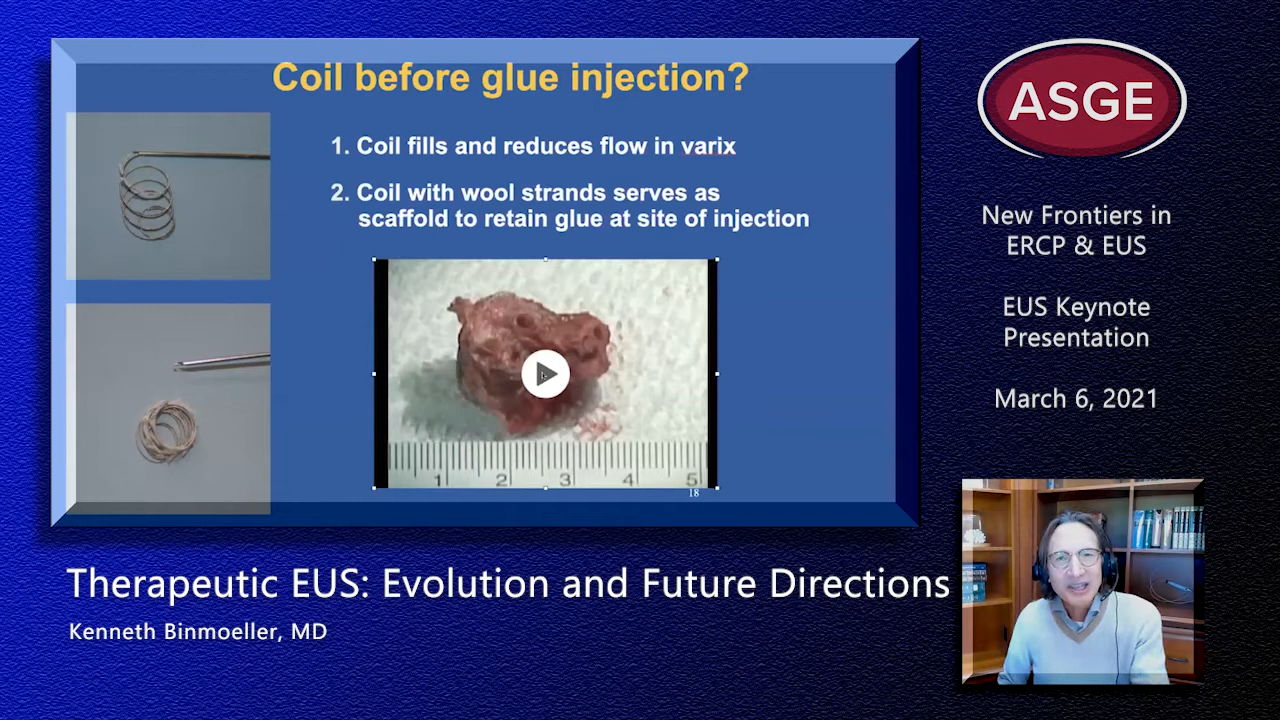 Coil before glue injection?
1. Coil fills and reduces flow in varix
2. Coil with wool strands serves as
scaffold to retain glue at site of injection
1 2 3 4 5
18
ASGE
New Frontiers in
ERCP & EUS
EUS Keynote
Presentation
March 6, 2021
Therapeutic EUS: Evolution and Future Directions
Kenneth Binmoeller, MD